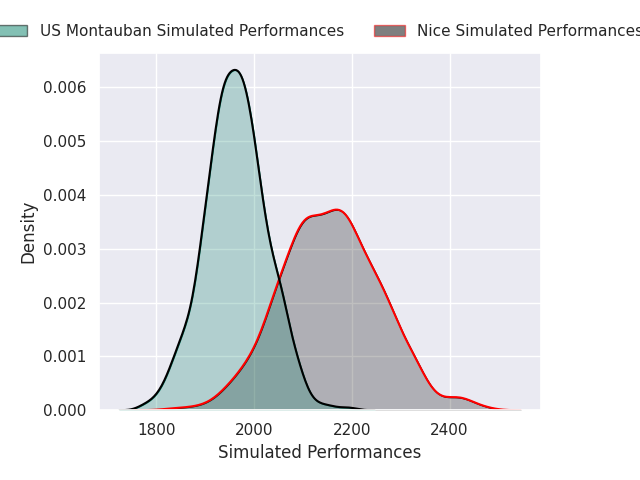 US Montauban Simulated Performances
Nice Simulated Performances
0.006
0.005
0.004
0.003
0.002
0.001
0.000
Density
1800
2000
2200
2400
Simulated Performances